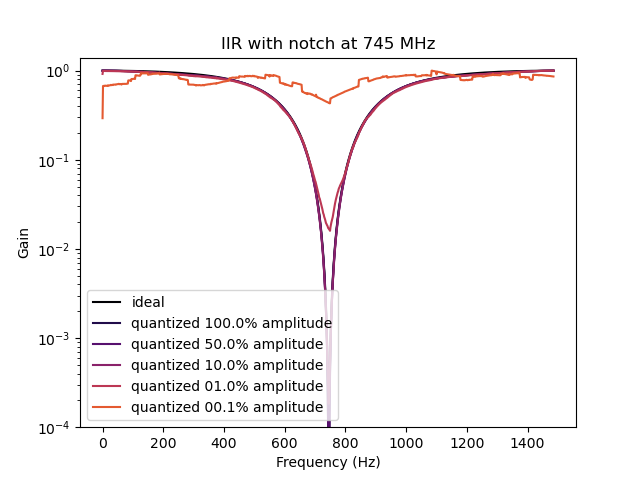 IIR with notch at 745 MHz
Gain
10⁰
10⁻¹
10⁻²
10⁻³
10⁻⁴
ideal
quantized 100.0% amplitude
quantized 50.0% amplitude
quantized 10.0% amplitude
quantized 01.0% amplitude
quantized 00.1% amplitude
0 200 400 600 800 1000 1200 1400
Frequency (Hz)